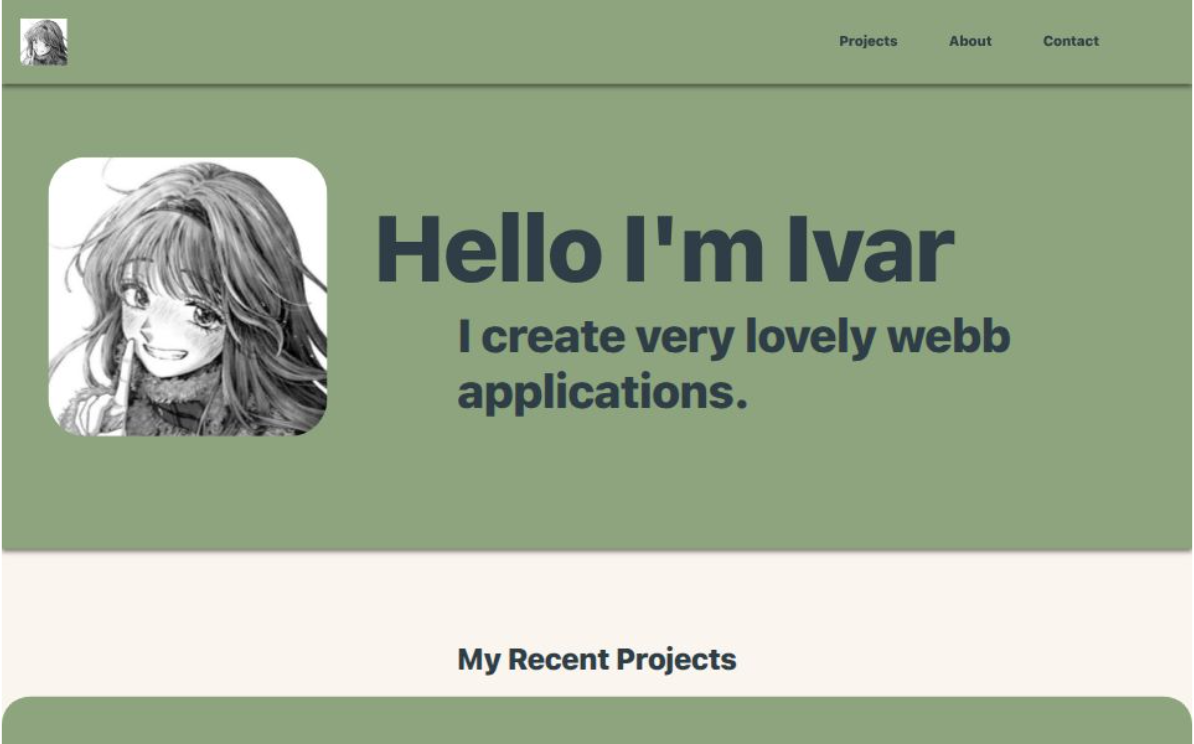 Projects About Contact
Hello I'm Ivar
I create very lovely webb
applications.
My Recent Projects